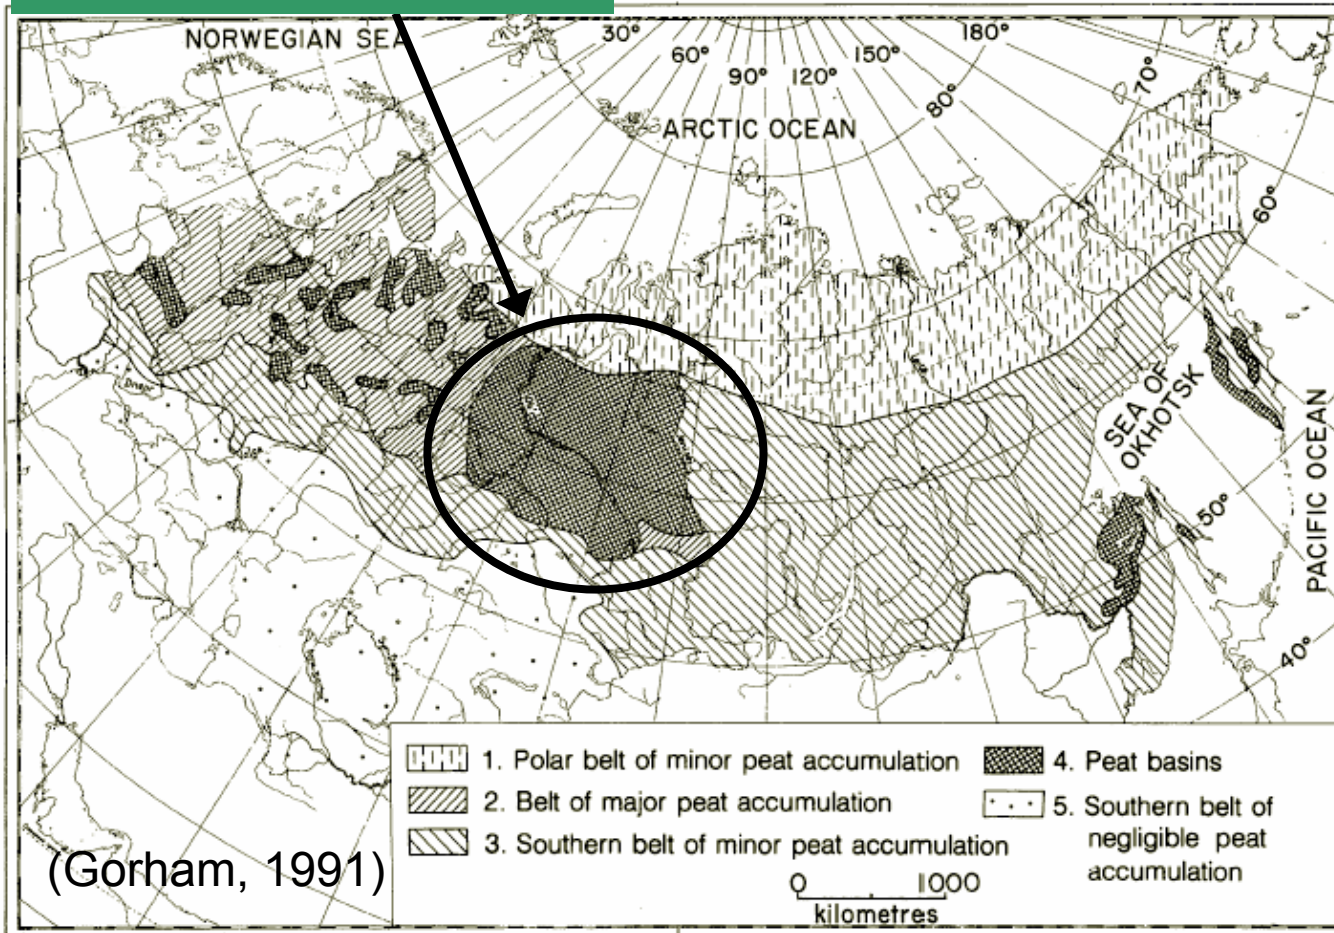 NORWEGIAN SEA
30°
60°
90°
120°
150°
180°
70°
80°
ARCTIC OCEAN
60°
SEA OF
OKHOTSK
PACIFIC OCEAN
50°
40°
1. Polar belt of minor peat accumulation
2. Belt of major peat accumulation
3. Southern belt of minor peat accumulation
4. Peat basins
5. Southern belt of
negligible peat
accumulation
(Gorham, 1991)
0 1000
kilometres